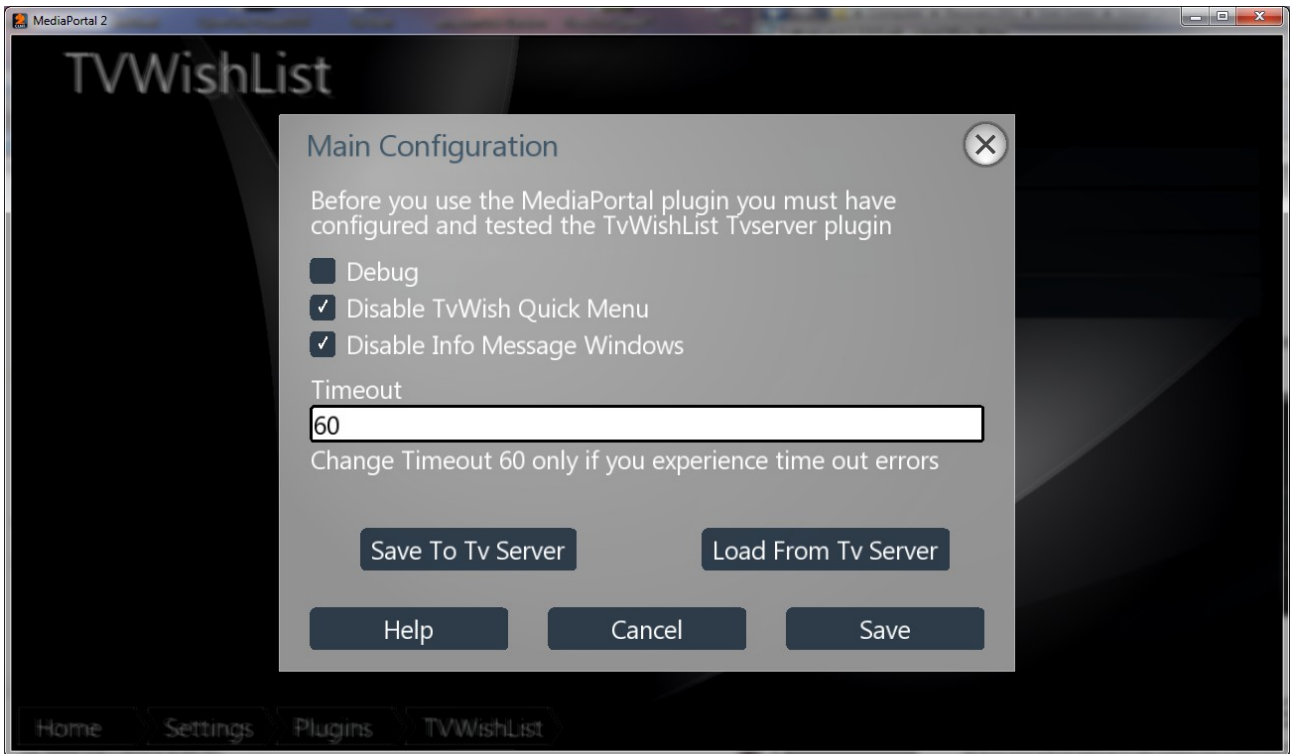 MediaPortal 2
TVWishList
Main Configuration
Before you use the MediaPortal plugin you must have
configured and tested the TvWishList Tvserver plugin
Debug
Disable TvWish Quick Menu
Disable Info Message Windows
Timeout
60
Change Timeout 60 only if you experience time out errors
Save To Tv Server Load From Tv Server
Help Cancel Save
Home Settings Plugins TVWishList